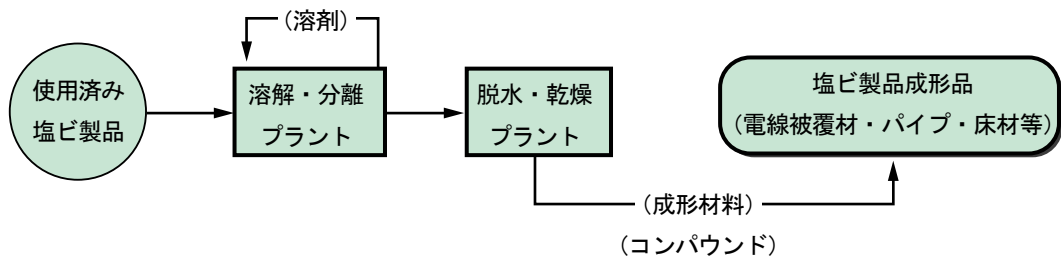 (溶剤)
使用済み
塩ビ製品
溶解・分離
プラント
脱水・乾燥
プラント
塩ビ製品成形品
(電線被覆材・パイプ・床材等)
(成形材料)
(コンパウンド)